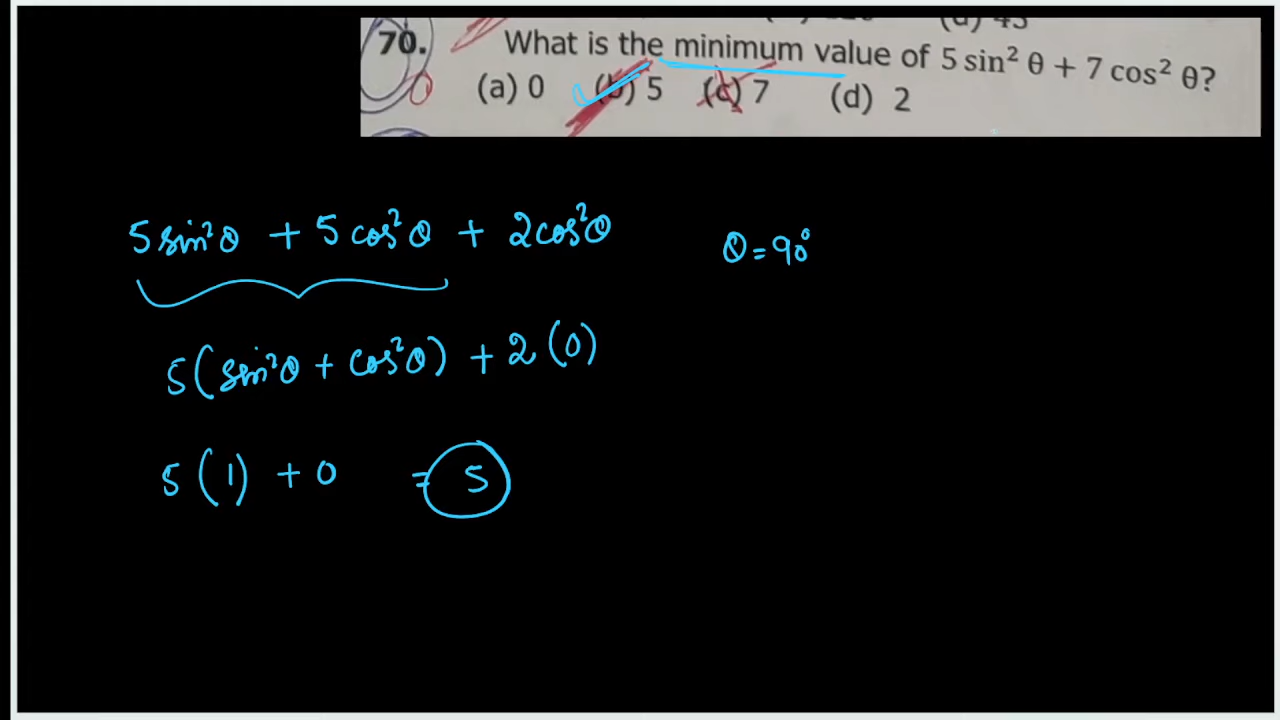 70. What is the minimum value of 5 sin² θ + 7 cos² θ?
(a) 0 (b) 5 (c) 7 (d) 2
5 sin²θ + 5 cos²θ + 2cos²θ
θ = 90°
5(sin²θ + cos²θ) + 2(0)
5(1) + 0 = 5